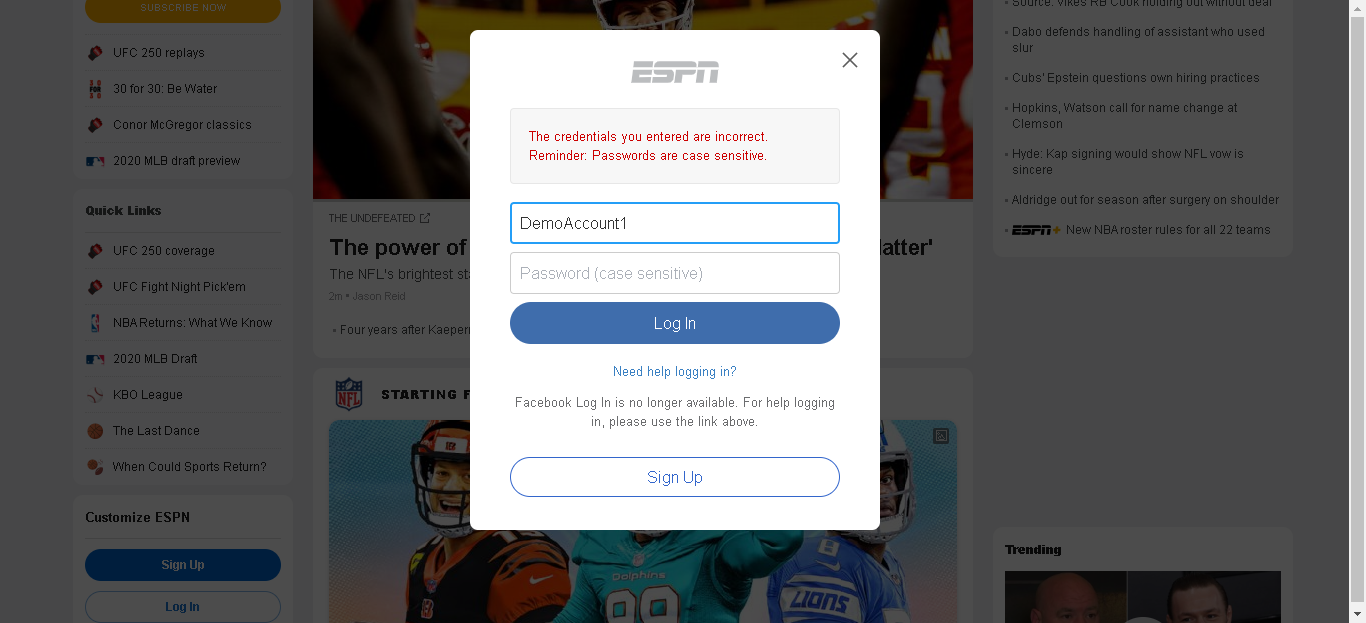 SUBSCRIBE NOW
UFC 250 replays
30 for 30: Be Water
Conor McGregor classics
2020 MLB draft preview
Quick Links
UFC 250 coverage
UFC Fight Night Pick'em
NBA Returns: What We Know
2020 MLB Draft
KBO League
The Last Dance
When Could Sports Return?
Customize ESPN
Sign Up
Log In
THE UNDEFEATED
The power of
latter'
The NFL's brightest
2m • Jason Reid
• Four years after
NFL
STARTING
Dolphins
99
8
LIONS
ESPN
The credentials you entered are incorrect.
Reminder: Passwords are case sensitive.
DemoAccount1
Password (case sensitive)
Log In
Need help logging in?
Facebook Log In is no longer available. For help logging
in, please use the link above.
Sign Up
• Source: Vikes RB Cook holding out without deal
• Dabo defends handling of assistant who used
slur
• Cubs' Epstein questions own hiring practices
• Hopkins, Watson call for name change at
Clemson
• Hyde: Kap signing would show NFL vow is
sincere
• Aldridge out for season after surgery on shoulder
• ESPN+ New NBA roster rules for all 22 teams
Trending